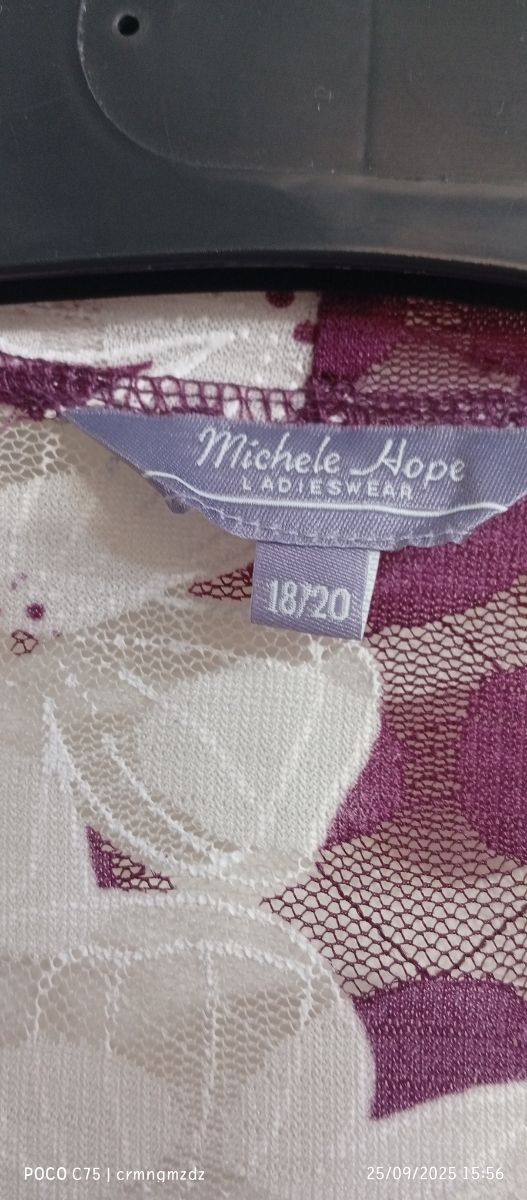 Michele Hope
LADIESWEAR
18/20
POCO C75 | crmngmzdz
25/09/2025 15:56